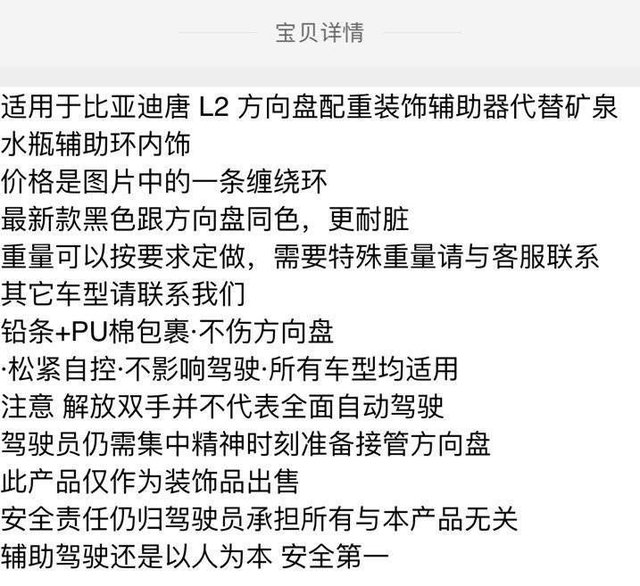 宝贝详情
适用于比亚迪唐 L2 方向盘配重装饰辅助器代替矿泉
水瓶辅助环内饰
价格是图片中的一条缠绕环
最新款黑色跟方向盘同色，更耐脏
重量可以按要求定做，需要特殊重量请与客服联系
其它车型请联系我们
铅条+PU棉包裹·不伤方向盘
·松紧自控·不影响驾驶·所有车型均适用
注意 解放双手并不代表全面自动驾驶
驾驶员仍需集中精神时刻准备接管方向盘
此产品仅作为装饰品出售
安全责任仍归驾驶员承担所有与本产品无关
辅助驾驶还是以人为本 安全第一